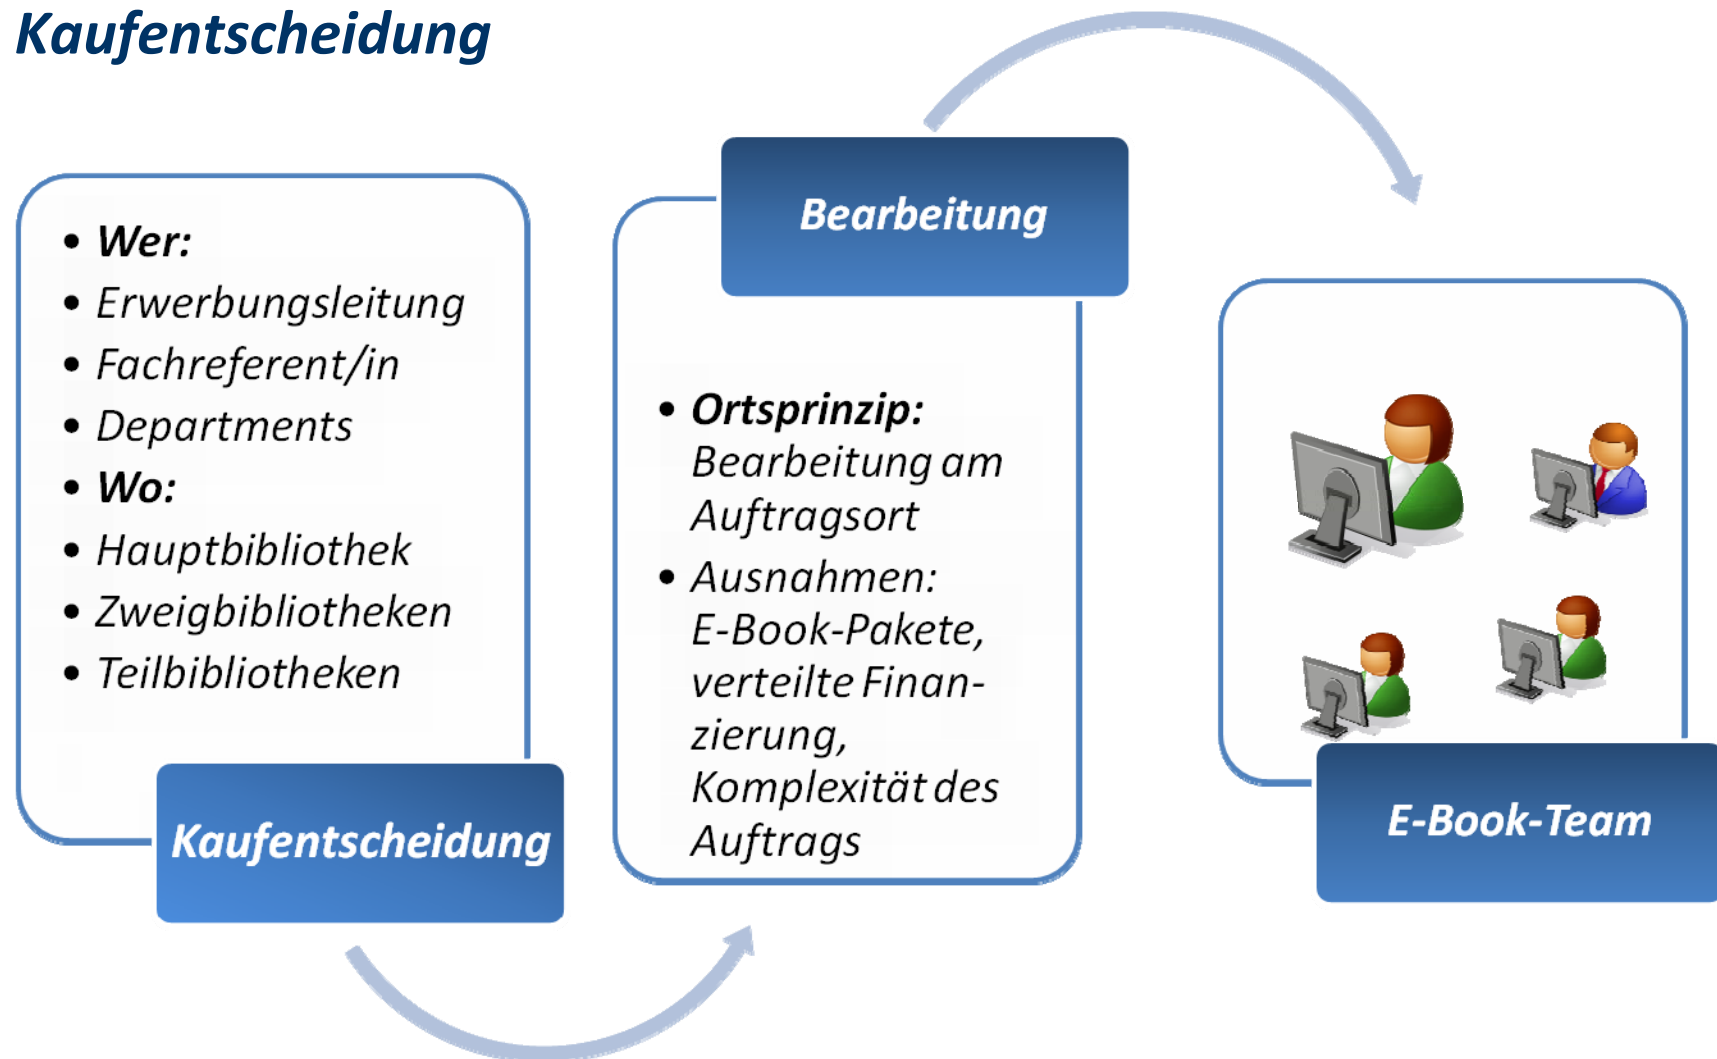 Kaufentscheidung
• Wer:
• Erwerbungsleitung
• Fachreferent/in
• Departments
• Wo:
• Hauptbibliothek
• Zweigbibliotheken
• Teilbibliotheken
Kaufentscheidung
Bearbeitung
• Ortsprinzip:
Bearbeitung am
Auftragsort
• Ausnahmen:
E-Book-Pakete,
verteilte Finan-
zierung,
Komplexität des
Auftrags
E-Book-Team